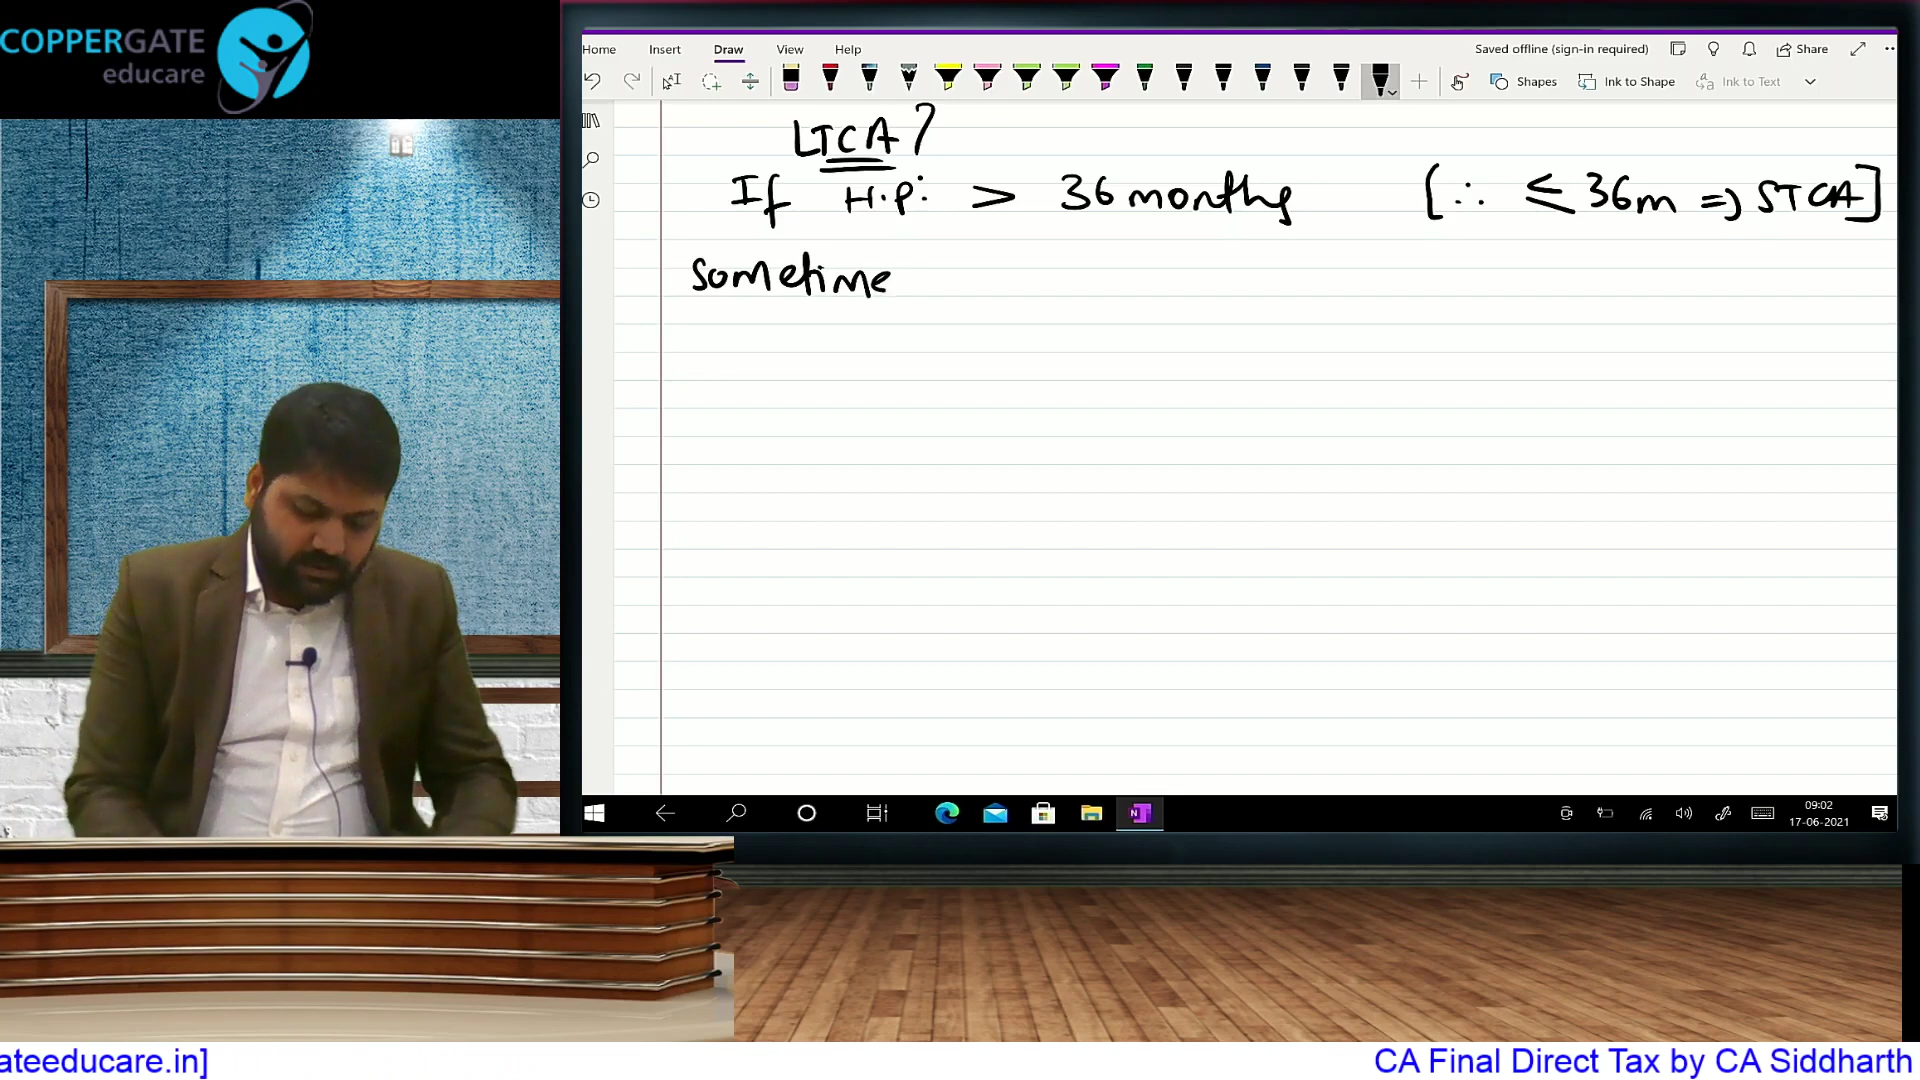 COPPERGATE
educare
Home Insert Draw View Help
Saved offline (sign-in required) Share
Shapes Ink to Shape Ink to Text
LTCA?
If H.P. > 36 months [∴ ≤ 36m => STCA]
sometime
09:02
17-06-2021
ateeducare.in] CA Final Direct Tax by CA Siddharth